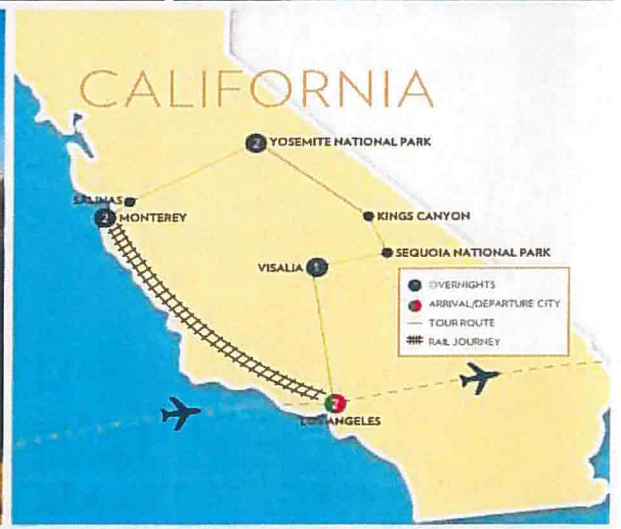 CALIFORNIA
2 YOSEMITE NATIONAL PARK
SALINAS
2 MONTEREY
KINGS CANYON
SEQUOIA NATIONAL PARK
VISALIA 1
OVERNIGHTS
ARRIVAL/DEPARTURE CITY
TOUR ROUTE
RAIL JOURNEY
2
LOS ANGELES